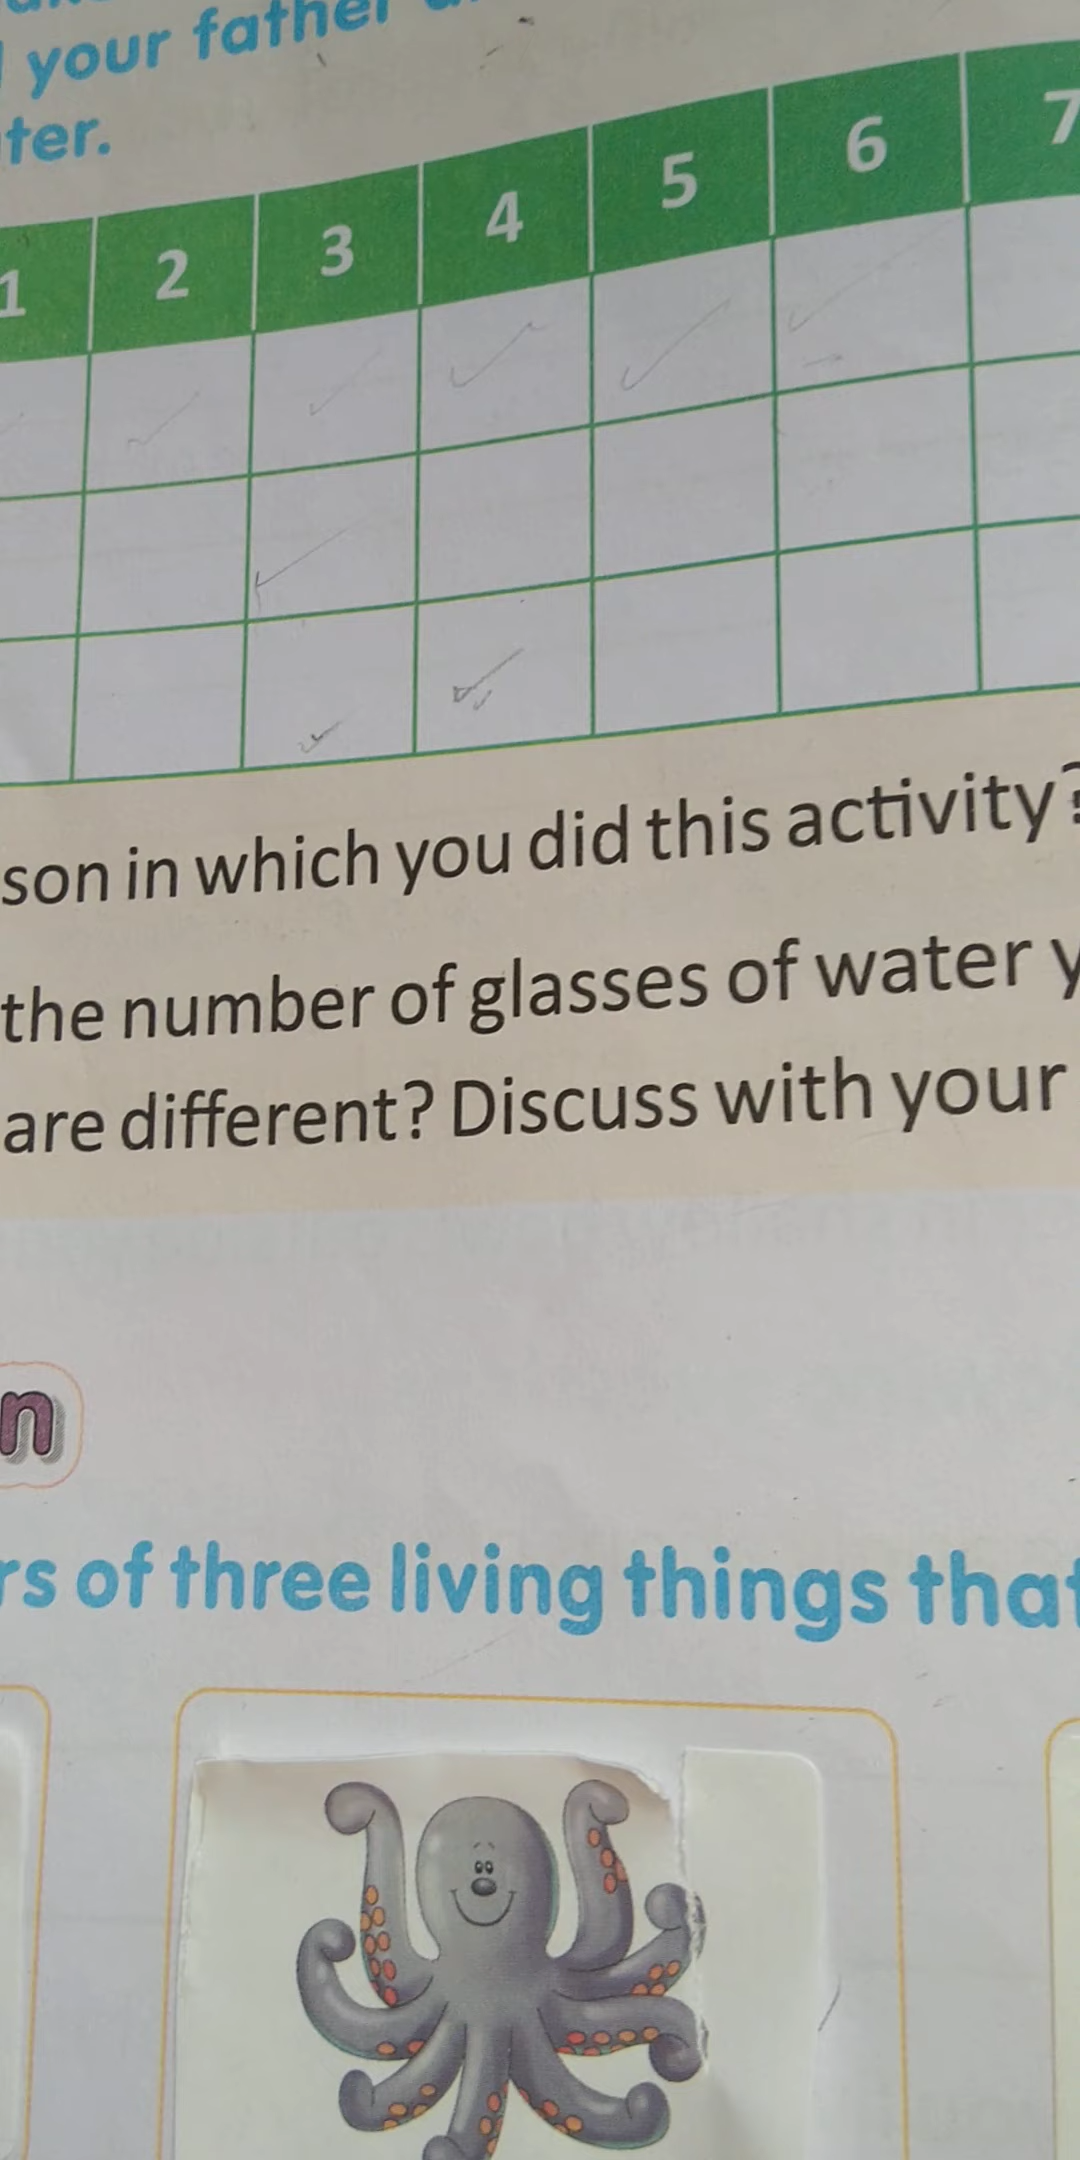 your father
ter.
1 2 3 4 5 6 7
son in which you did this activity?
the number of glasses of water y
are different? Discuss with your
n
rs of three living things that